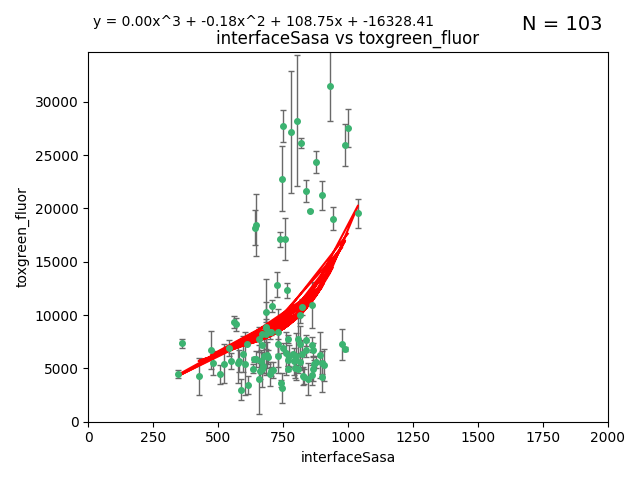 y = 0.00x^3 + -0.18x^2 + 108.75x + -16328.41
N = 103
interfaceSasa vs toxgreen_fluor
30000
25000
20000
15000
10000
5000
0
toxgreen_fluor
0 250 500 750 1000 1250 1500 1750 2000
interfaceSasa